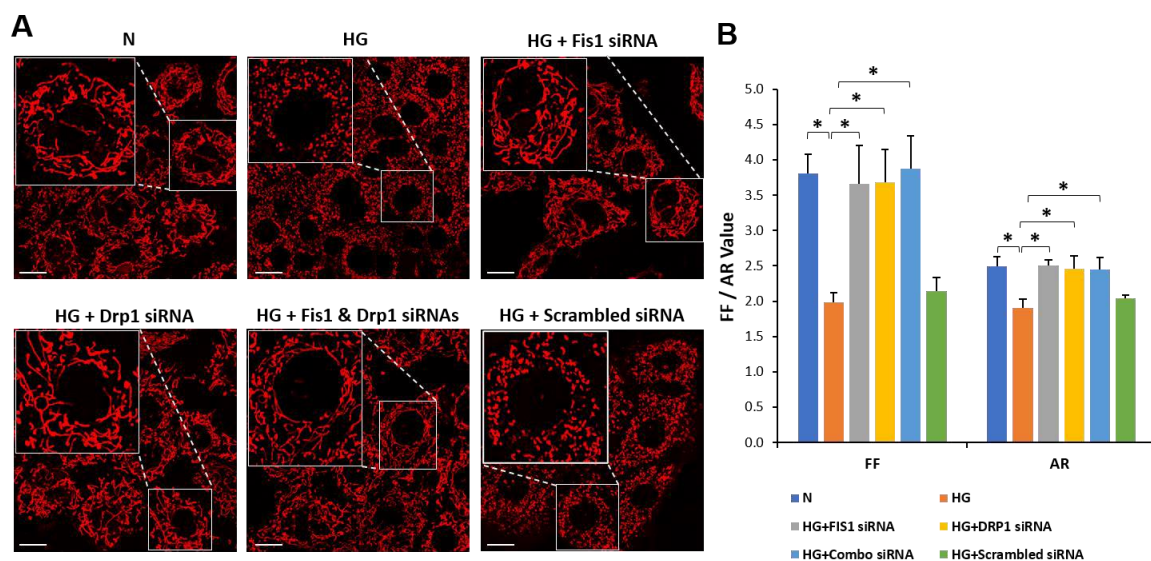 A
N
HG
HG + Fis1 siRNA
HG + Drp1 siRNA
HG + Fis1 & Drp1 siRNAs
HG + Scrambled siRNA
B
FF / AR Value
5.0
4.5
4.0
3.5
3.0
2.5
2.0
1.5
1.0
0.5
0.0
*
*
* *
*
*
* *
FF AR
N HG
HG+FIS1 siRNA HG+DRP1 siRNA
HG+Combo siRNA HG+Scrambled siRNA